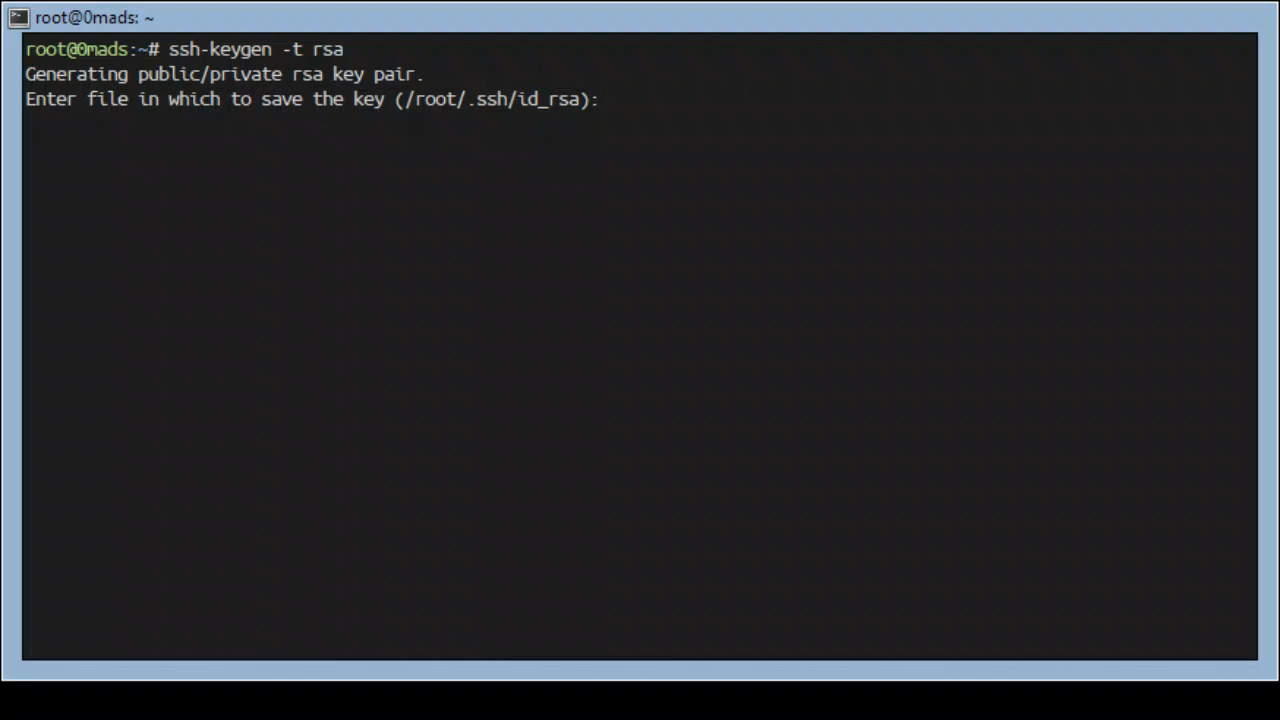 root@0mads: ~
root@0mads:~# ssh-keygen -t rsa
Generating public/private rsa key pair.
Enter file in which to save the key (/root/.ssh/id_rsa):